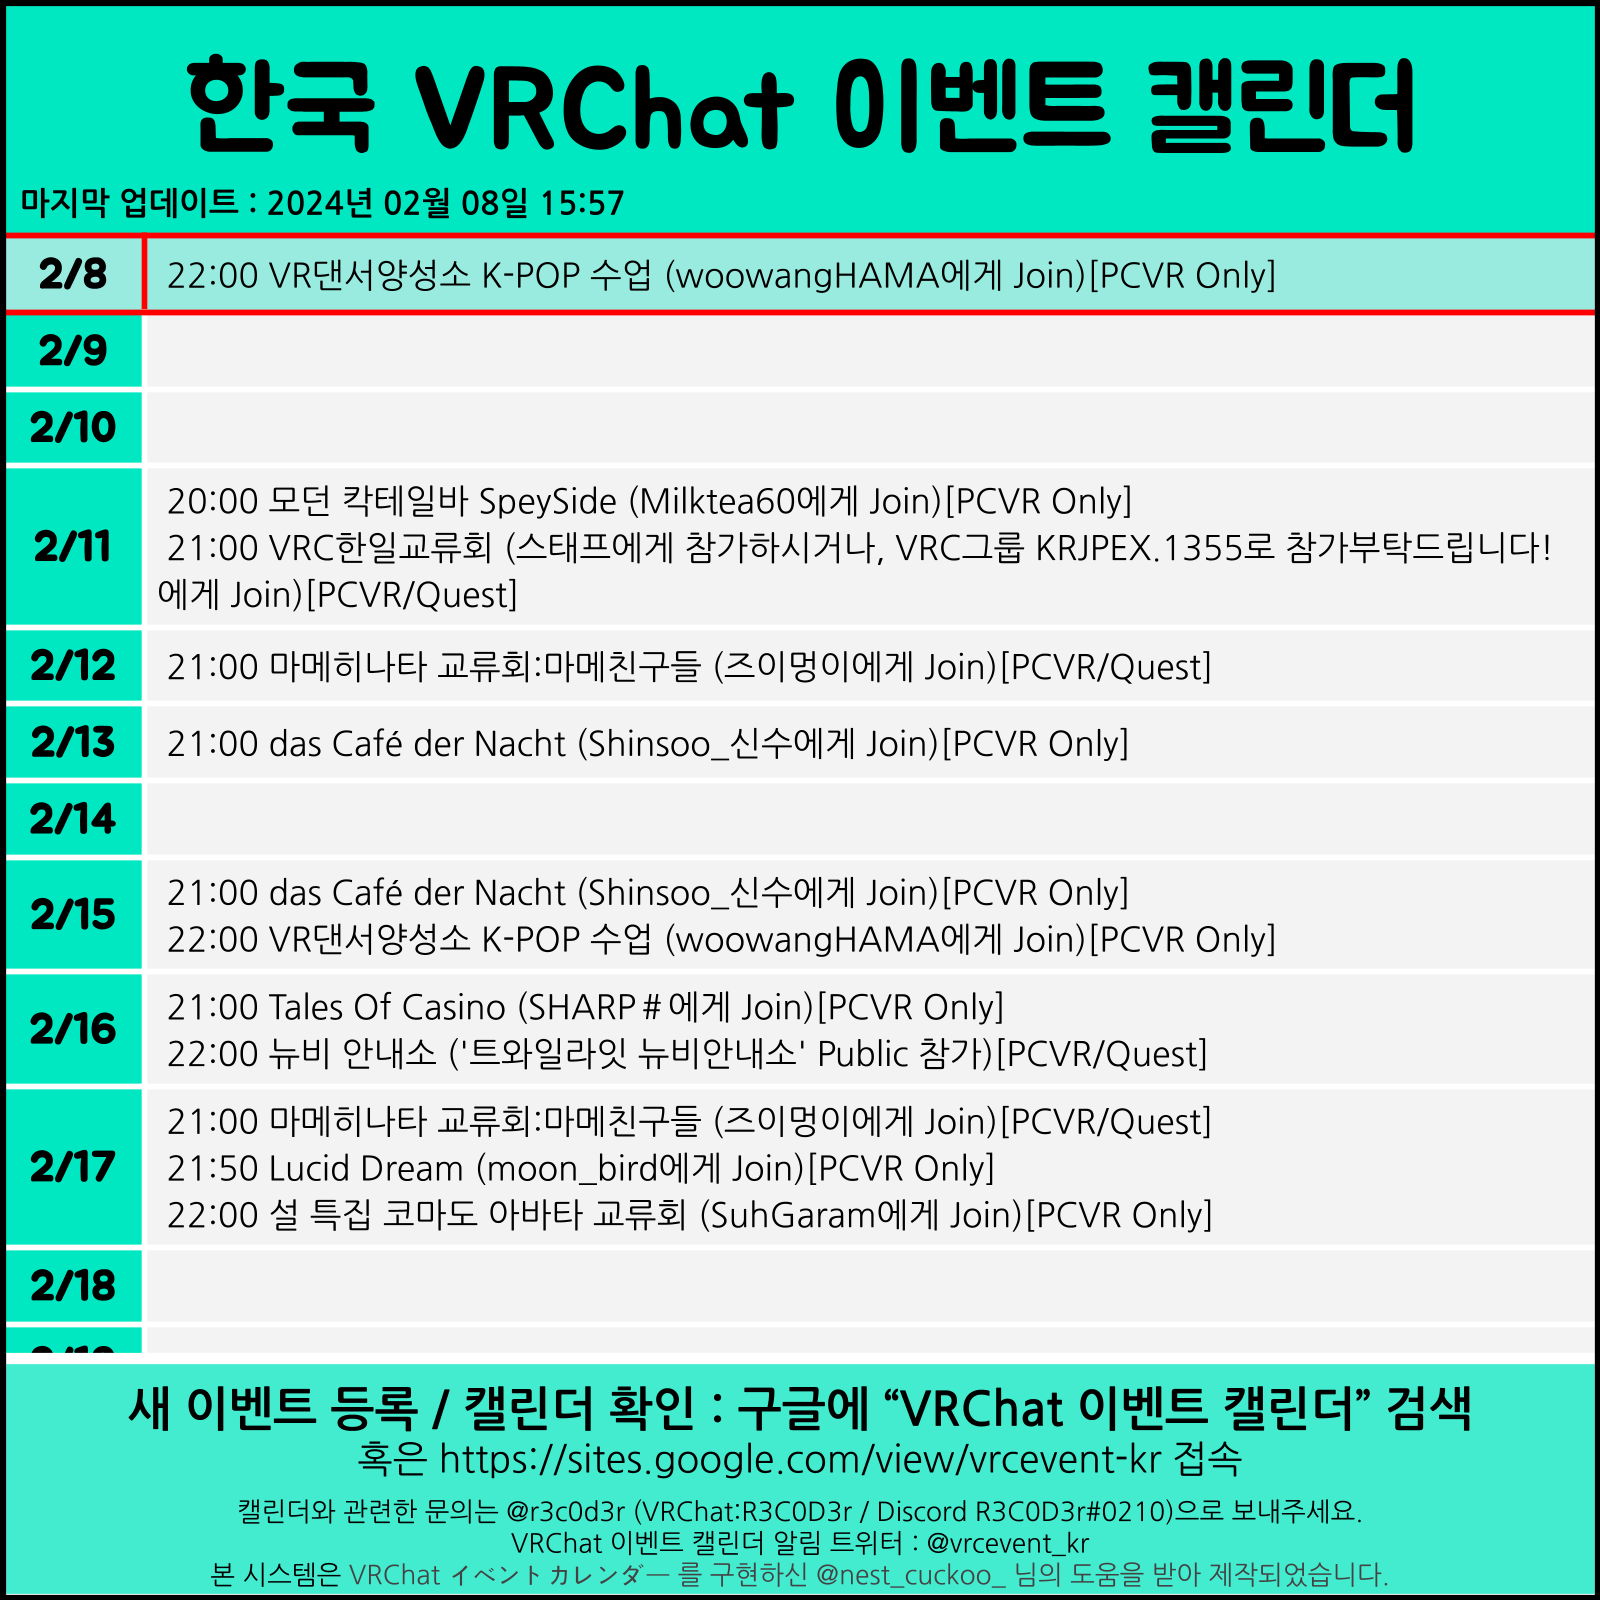 한국 VRChat 이벤트 캘린더
마지막 업데이트 : 2024년 02월 08일 15:57
2/8 22:00 VR댄서양성소 K-POP 수업 (woowangHAMA에게 Join)[PCVR Only]
2/9
2/10
2/11 20:00 모던 칵테일바 SpeySide (Milktea60에게 Join)[PCVR Only]
21:00 VRC한일교류회 (스태프에게 참가하시거나, VRC그룹 KRJPEX.1355로 참가부탁드립니다!
에게 Join)[PCVR/Quest]
2/12 21:00 마메히나타 교류회:마메친구들 (즈이멍이에게 Join)[PCVR/Quest]
2/13 21:00 das Café der Nacht (Shinsoo_신수에게 Join)[PCVR Only]
2/14
2/15 21:00 das Café der Nacht (Shinsoo_신수에게 Join)[PCVR Only]
22:00 VR댄서양성소 K-POP 수업 (woowangHAMA에게 Join)[PCVR Only]
2/16 21:00 Tales Of Casino (SHARP＃에게 Join)[PCVR Only]
22:00 뉴비 안내소 ('트와일라잇 뉴비안내소' Public 참가)[PCVR/Quest]
2/17 21:00 마메히나타 교류회:마메친구들 (즈이멍이에게 Join)[PCVR/Quest]
21:50 Lucid Dream (moon_bird에게 Join)[PCVR Only]
22:00 설 특집 코마도 아바타 교류회 (SuhGaram에게 Join)[PCVR Only]
2/18
새 이벤트 등록 / 캘린더 확인 : 구글에 “VRChat 이벤트 캘린더” 검색
혹은 https://sites.google.com/view/vrcevent-kr 접속
캘린더와 관련한 문의는 @r3c0d3r (VRChat:R3C0D3r / Discord R3C0D3r#0210)으로 보내주세요.
VRChat 이벤트 캘린더 알림 트위터 : @vrcevent_kr
본 시스템은 VRChat イベントカレンダー 를 구현하신 @nest_cuckoo_ 님의 도움을 받아 제작되었습니다.